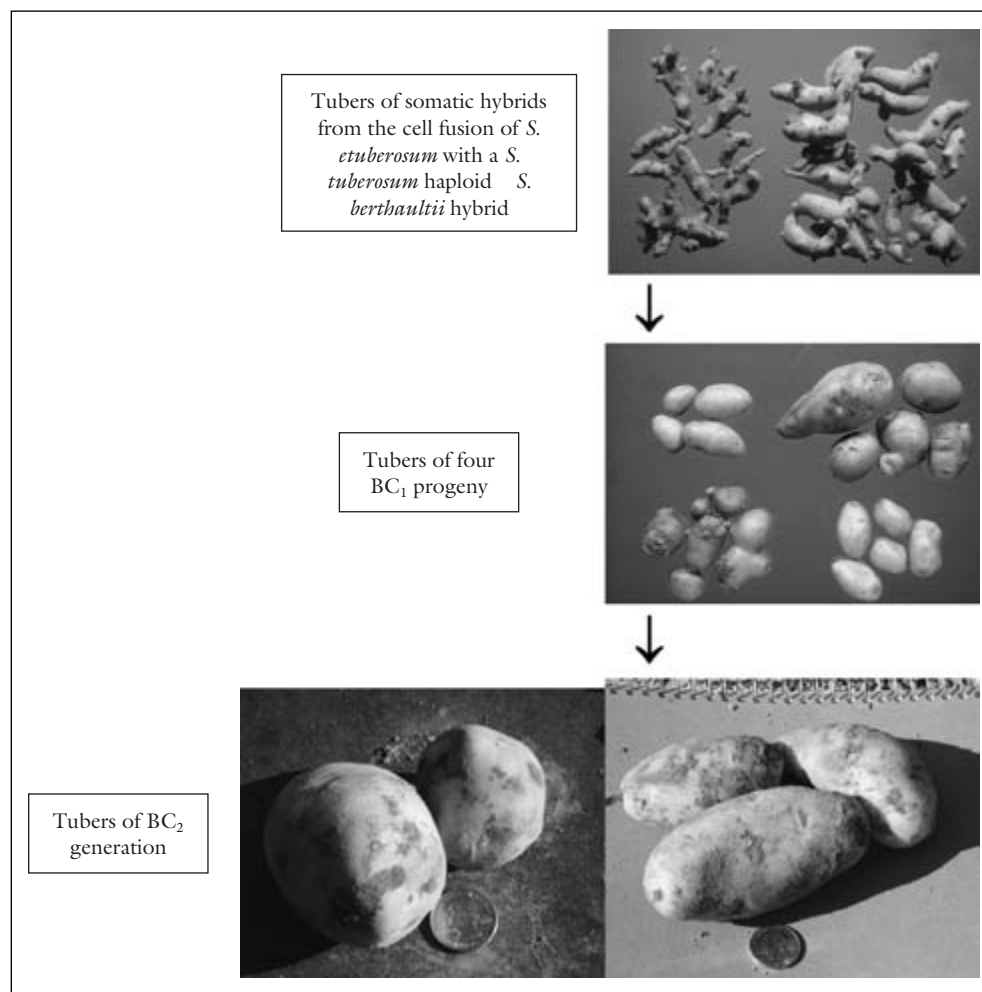 Tubers of somatic hybrids
from the cell fusion of S.
etuberosum with a S.
tuberosum haploid S.
berthaultii hybrid
Tubers of four
BC₁ progeny
Tubers of BC₂
generation